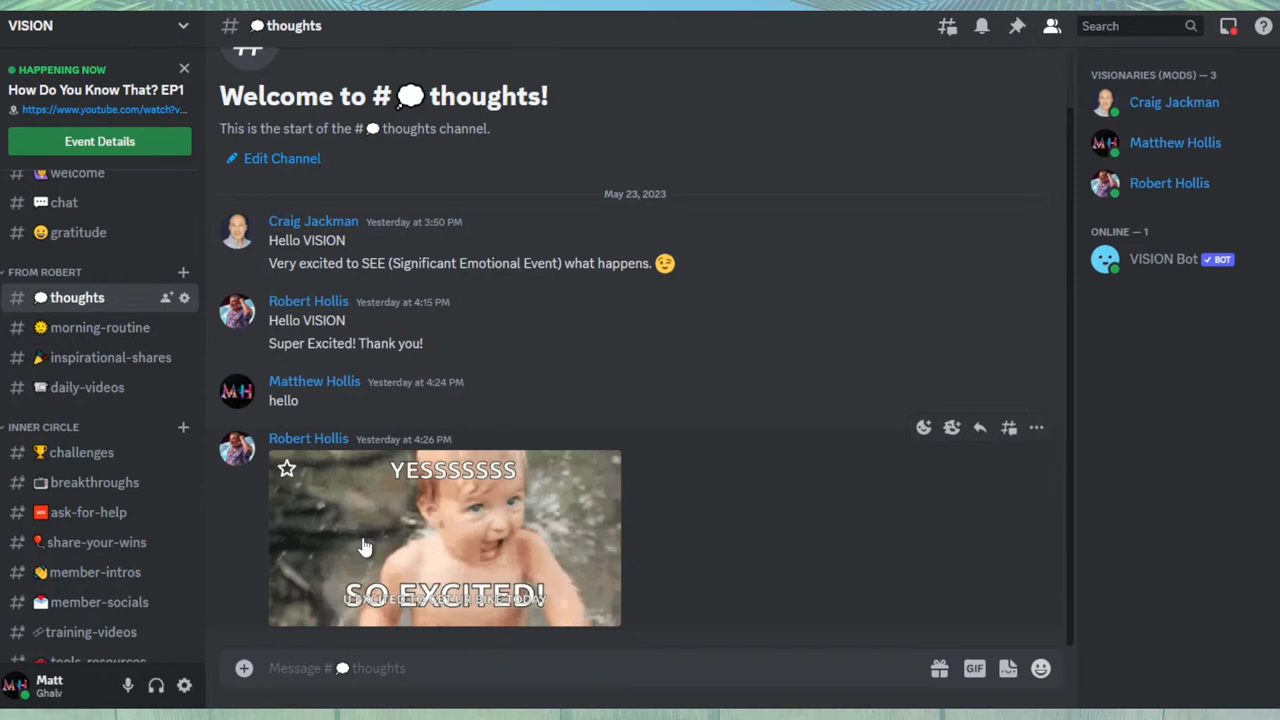 VISION
HAPPENING NOW
How Do You Know That? EP1
https://www.youtube.com/watch?v...
Event Details
# welcome
# chat
# gratitude
FROM ROBERT
# thoughts
# morning-routine
# inspirational-shares
# daily-videos
INNER CIRCLE
# challenges
# breakthroughs
# ask-for-help
# share-your-wins
# member-intros
# member-socials
# training-videos
tools-resources
Matt
Ghalv
# 💭 thoughts
Search
Welcome to # 💭 thoughts!
This is the start of the # 💭 thoughts channel.
Edit Channel
May 23, 2023
Craig Jackman Yesterday at 3:50 PM
Hello VISION
Very excited to SEE (Significant Emotional Event) what happens. 😉
Robert Hollis Yesterday at 4:15 PM
Hello VISION
Super Excited! Thank you!
MH
Matthew Hollis Yesterday at 4:24 PM
hello
Robert Hollis Yesterday at 4:26 PM
YESSSSSSS
SO EXCITED!
Message # 💭 thoughts
GIF
VISIONARIES (MODS) — 3
Craig Jackman
Matthew Hollis
Robert Hollis
ONLINE — 1
VISION Bot ✓ BOT